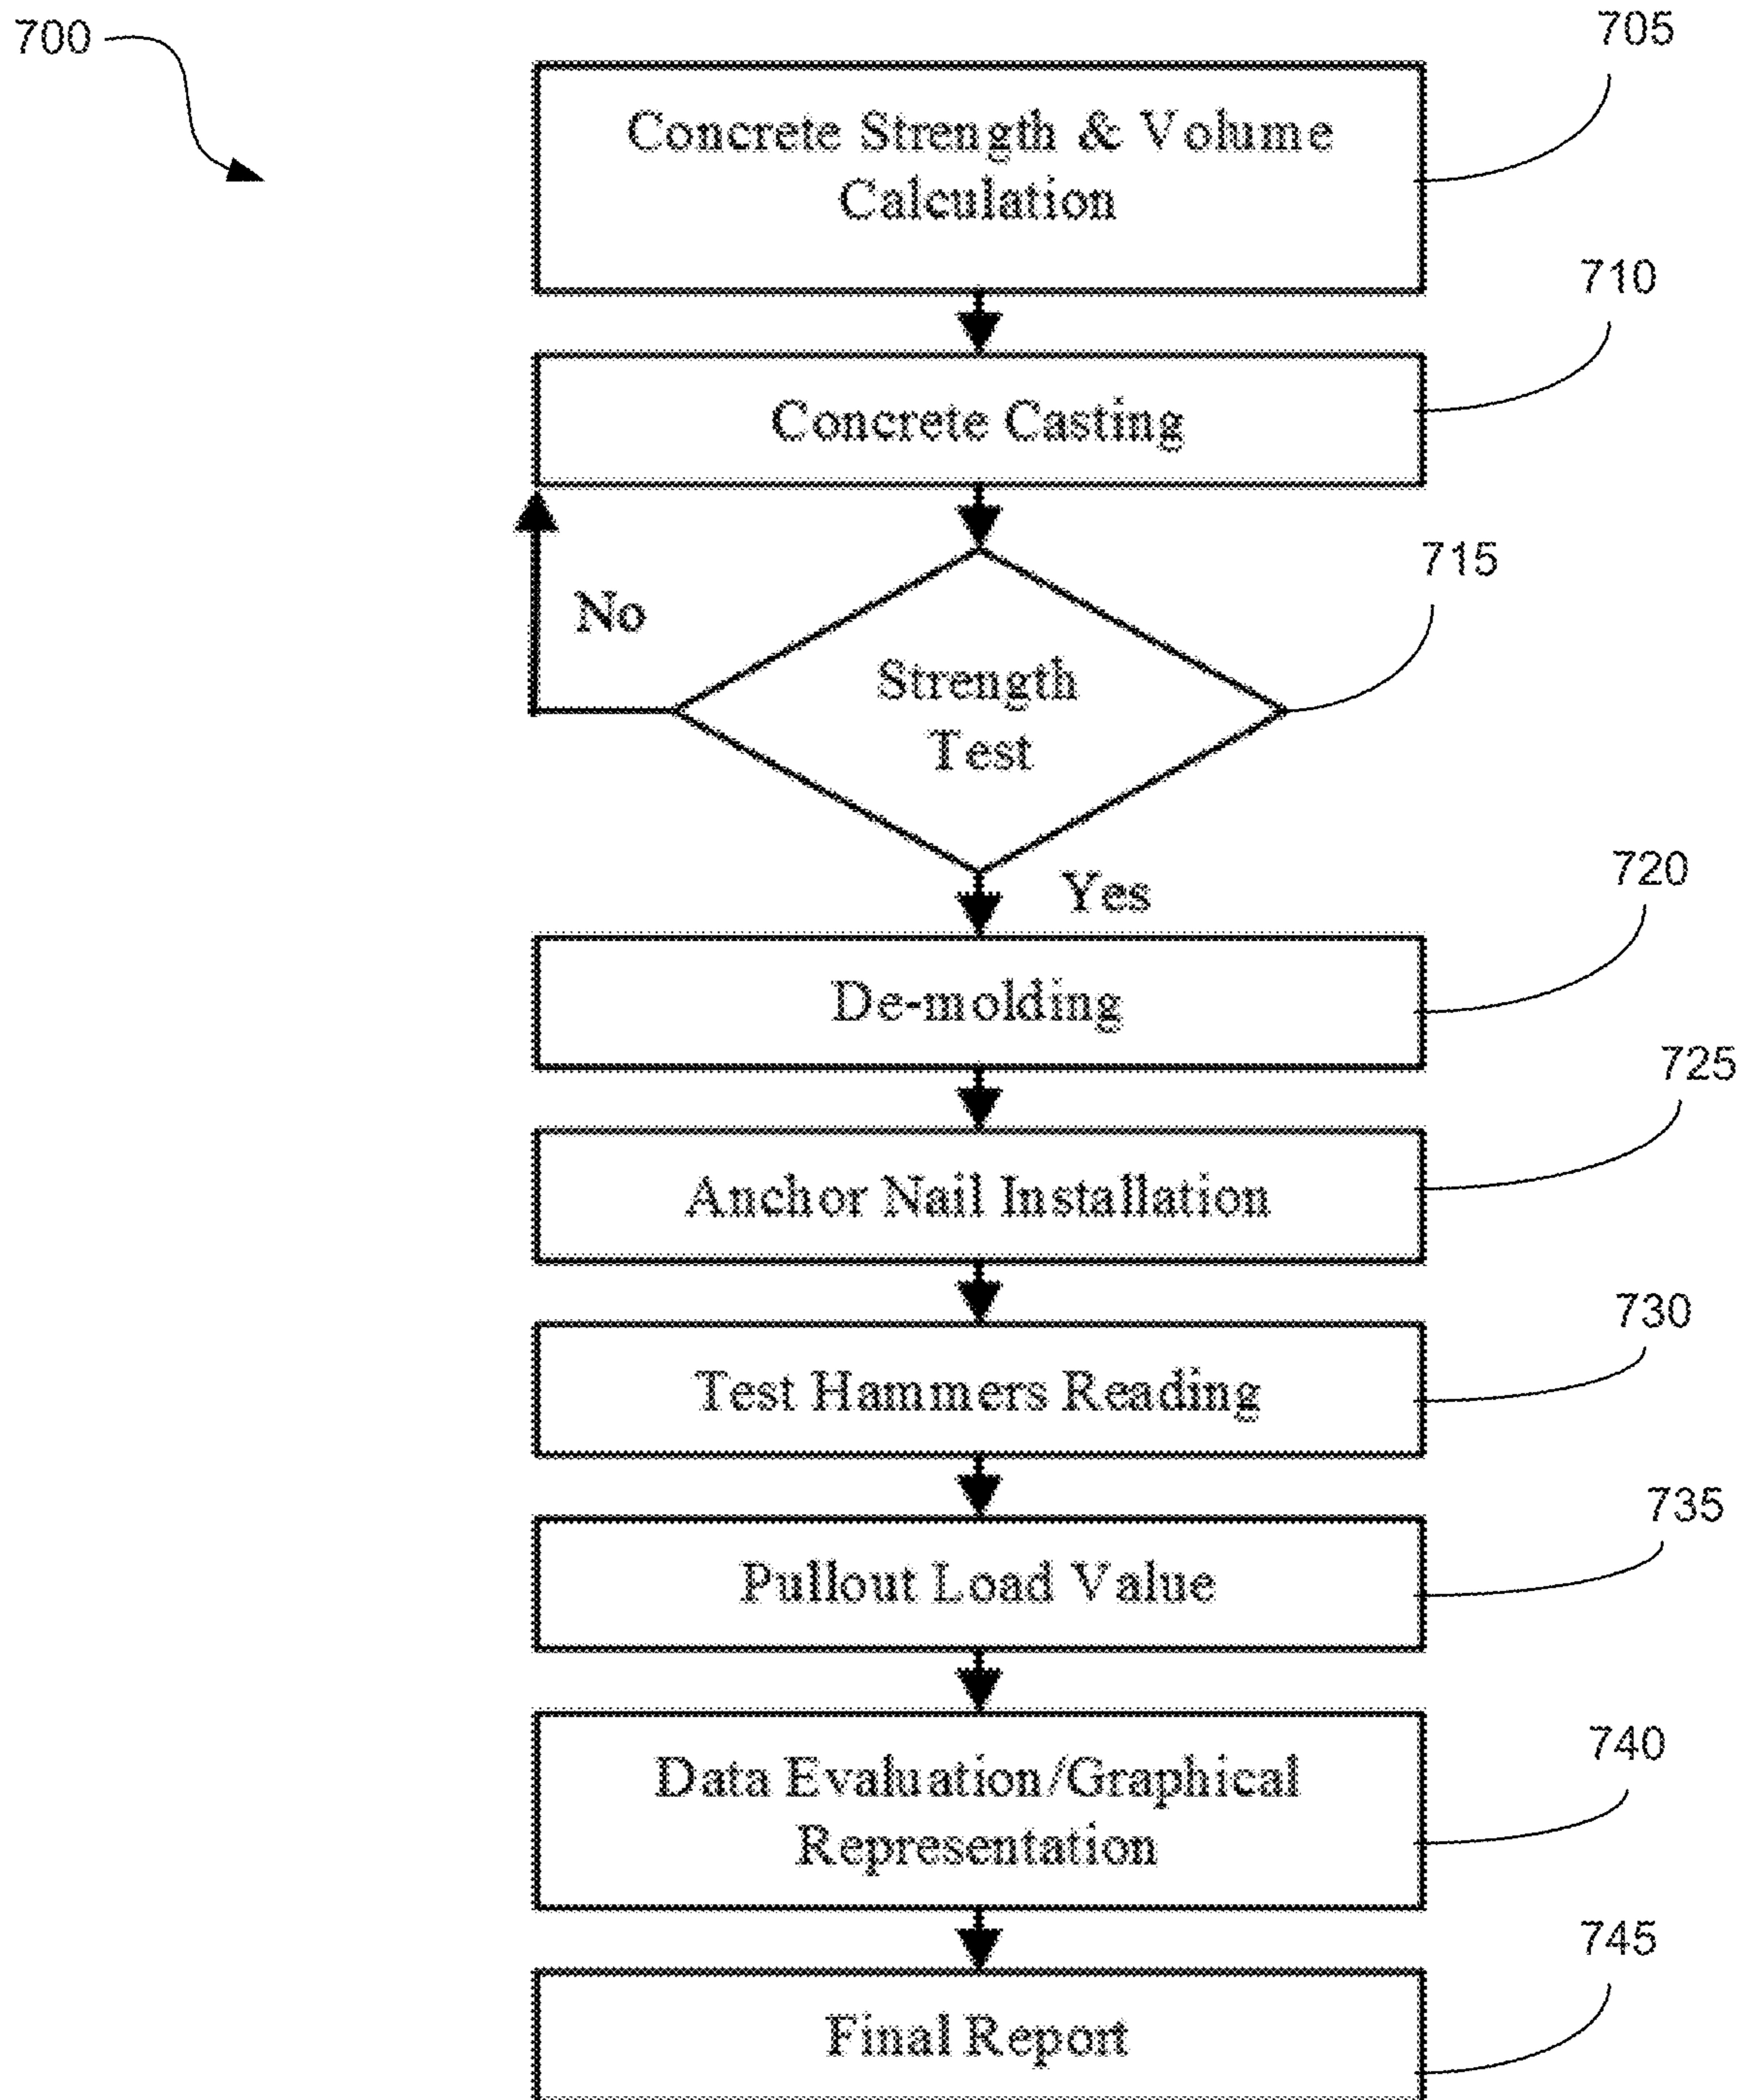 700
705
Concrete Strength & Volume
Calculation
710
Concrete Casting
715
No
Strength
Test
Yes
720
De-molding
725
Anchor Nail Installation
730
Test Hammers Reading
735
Pullout Load Value
740
Data Evaluation/Graphical
Representation
745
Final Report